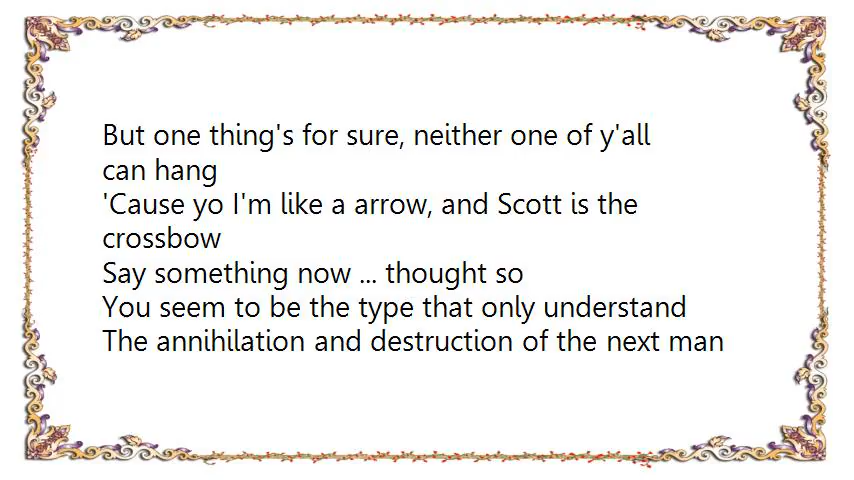 But one thing's for sure, neither one of y'all
can hang
'Cause yo I'm like a arrow, and Scott is the
crossbow
Say something now ... thought so
You seem to be the type that only understand
The annihilation and destruction of the next man